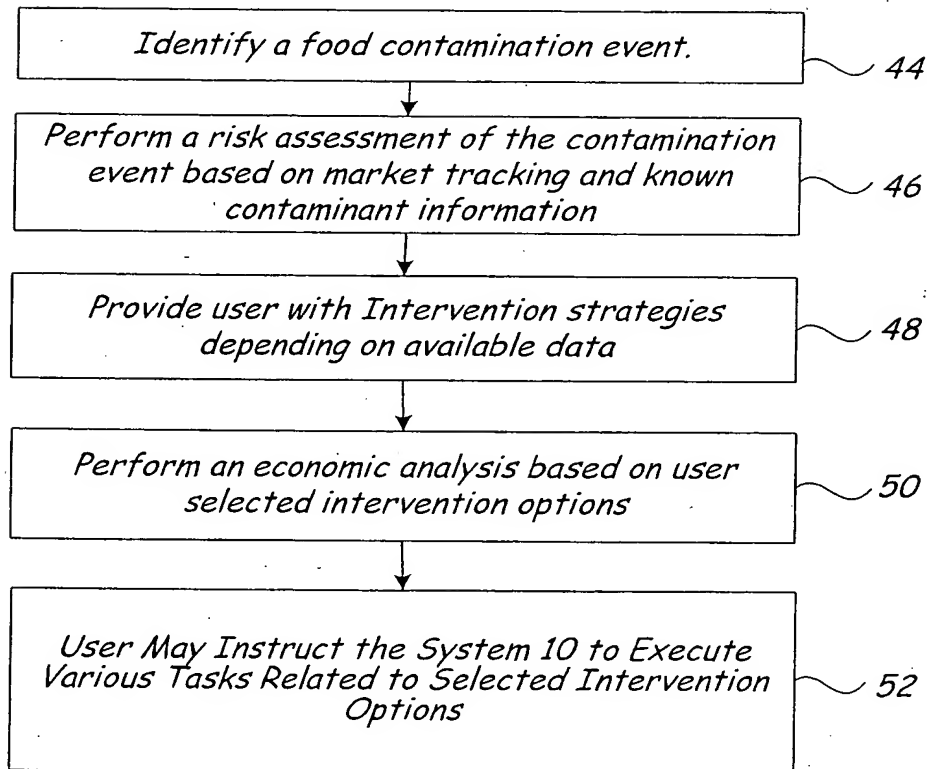 Identify a food contamination event.
44
Perform a risk assessment of the contamination
event based on market tracking and known
contaminant information
46
Provide user with Intervention strategies
depending on available data
48
Perform an economic analysis based on user
selected intervention options
50
User May Instruct the System 10 to Execute
Various Tasks Related to Selected Intervention
Options
52